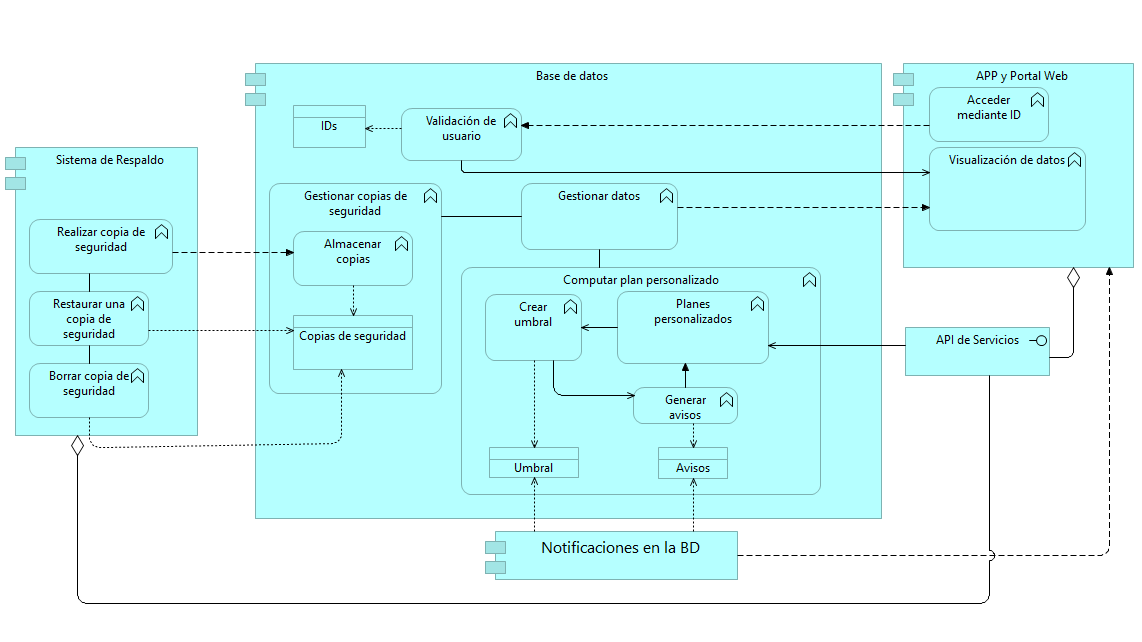 Base de datos
APP y Portal Web
IDs
Validación de
usuario
Acceder
mediante ID
Sistema de Respaldo
Visualización de datos
Gestionar copias de
seguridad
Gestionar datos
Realizar copia de
seguridad
Almacenar
copias
Computar plan personalizado
Restaurar una
copia de
seguridad
Crear
umbral
Planes
personalizados
Copias de seguridad
API de Servicios
Borrar copia de
seguridad
Generar
avisos
Umbral
Avisos
Notificaciones en la BD